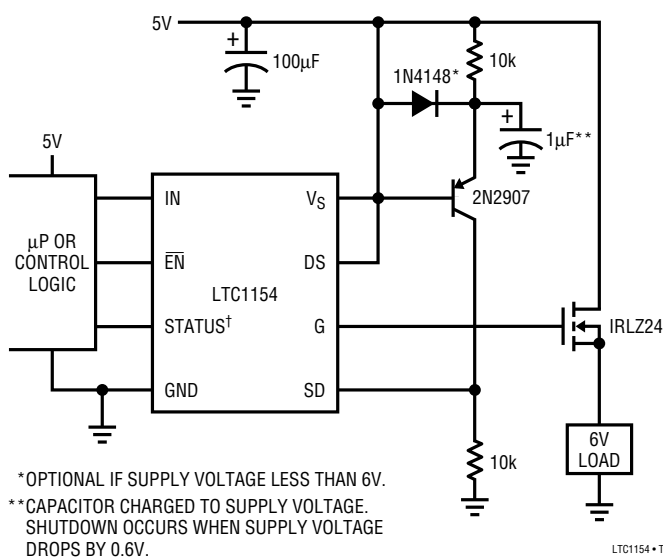 5V
100µF
10k
1N4148*
1µF**
5V
2N2907
µP OR
CONTROL
LOGIC
IN
EN
STATUS†
GND
LTC1154
VS
DS
G
SD
IRLZ24
10k
6V
LOAD
*OPTIONAL IF SUPPLY VOLTAGE LESS THAN 6V.
**CAPACITOR CHARGED TO SUPPLY VOLTAGE.
SHUTDOWN OCCURS WHEN SUPPLY VOLTAGE
DROPS BY 0.6V.
LTC1154 • T